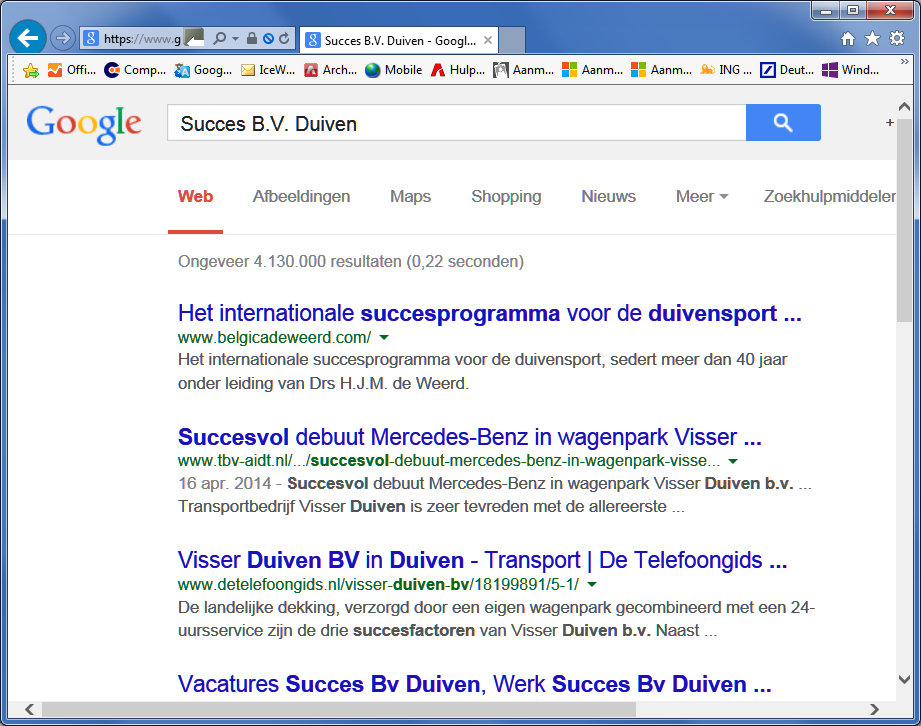 https://www.g
Succes B.V. Duiven - Googl...
Offi...
Comp...
Goog...
IceW...
Arch...
Mobile
Hulp...
Aanm...
Aanm...
Aanm...
ING ...
Deut...
Wind...
Google
Succes B.V. Duiven
Web Afbeeldingen Maps Shopping Nieuws Meer Zoekhulpmiddelen
Ongeveer 4.130.000 resultaten (0,22 seconden)
Het internationale succesprogramma voor de duivensport ...
www.belgicadeweerd.com/
Het internationale succesprogramma voor de duivensport, sedert meer dan 40 jaar
onder leiding van Drs H.J.M. de Weerd.
Succesvol debuut Mercedes-Benz in wagenpark Visser ...
www.tbv-aidt.nl/.../succesvol-debuut-mercedes-benz-in-wagenpark-visse...
16 apr. 2014 - Succesvol debuut Mercedes-Benz in wagenpark Visser Duiven b.v. ...
Transportbedrijf Visser Duiven is zeer tevreden met de allereerste ...
Visser Duiven BV in Duiven - Transport | De Telefoongids ...
www.detelefoongids.nl/visser-duiven-bv/18199891/5-1/
De landelijke dekking, verzorgd door een eigen wagenpark gecombineerd met een 24-
uursservice zijn de drie succesfactoren van Visser Duiven b.v. Naast ...
Vacatures Succes Bv Duiven, Werk Succes Bv Duiven ...